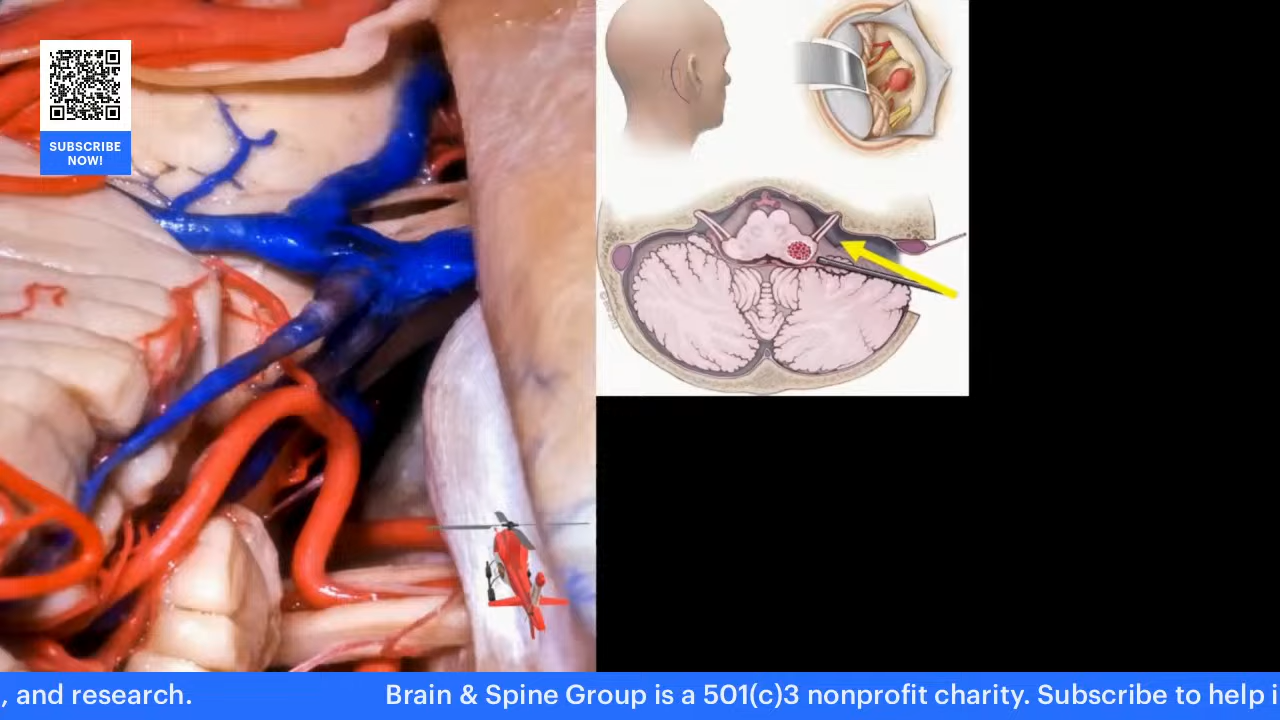 SUBSCRIBE
NOW!
, and research.
Brain & Spine Group is a 501(c)3 nonprofit charity. Subscribe to help i